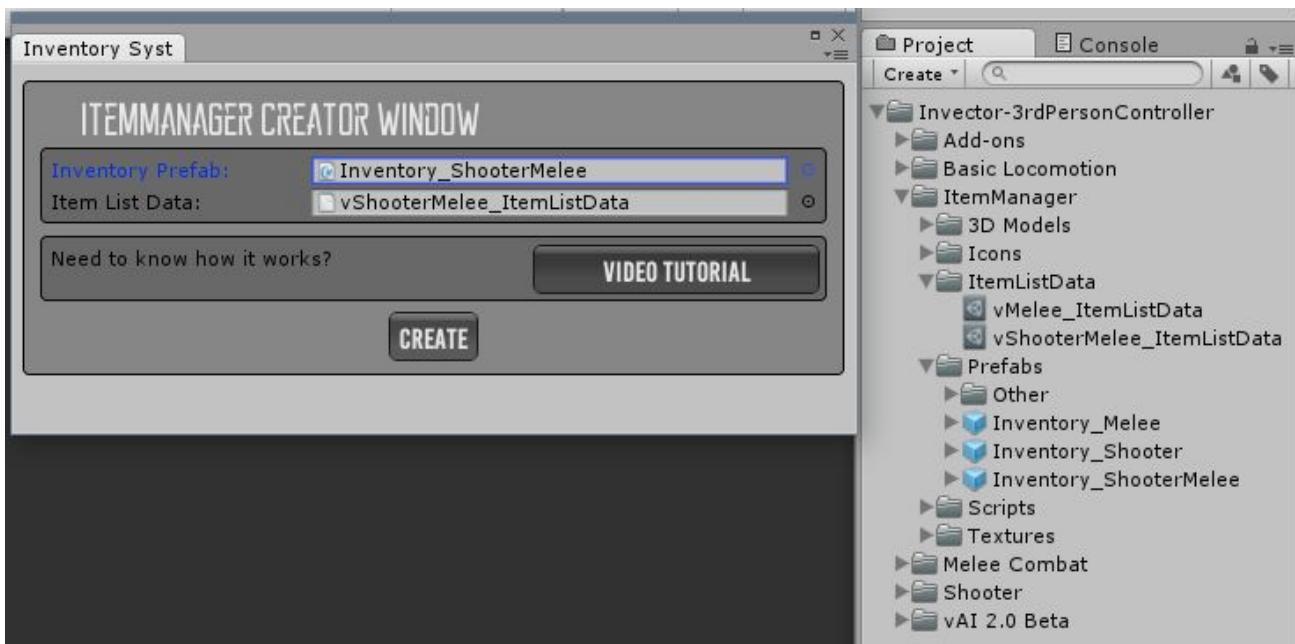 Inventory Syst
ITEMMANAGER CREATOR WINDOW
Inventory Prefab:
Inventory_ShooterMelee
Item List Data:
vShooterMelee_ItemListData
Need to know how it works?
VIDEO TUTORIAL
CREATE
Project
Console
Create
Invector-3rdPersonController
Add-ons
Basic Locomotion
ItemManager
3D Models
Icons
ItemListData
vMelee_ItemListData
vShooterMelee_ItemListData
Prefabs
Other
Inventory_Melee
Inventory_Shooter
Inventory_ShooterMelee
Scripts
Textures
Melee Combat
Shooter
vAI 2.0 Beta